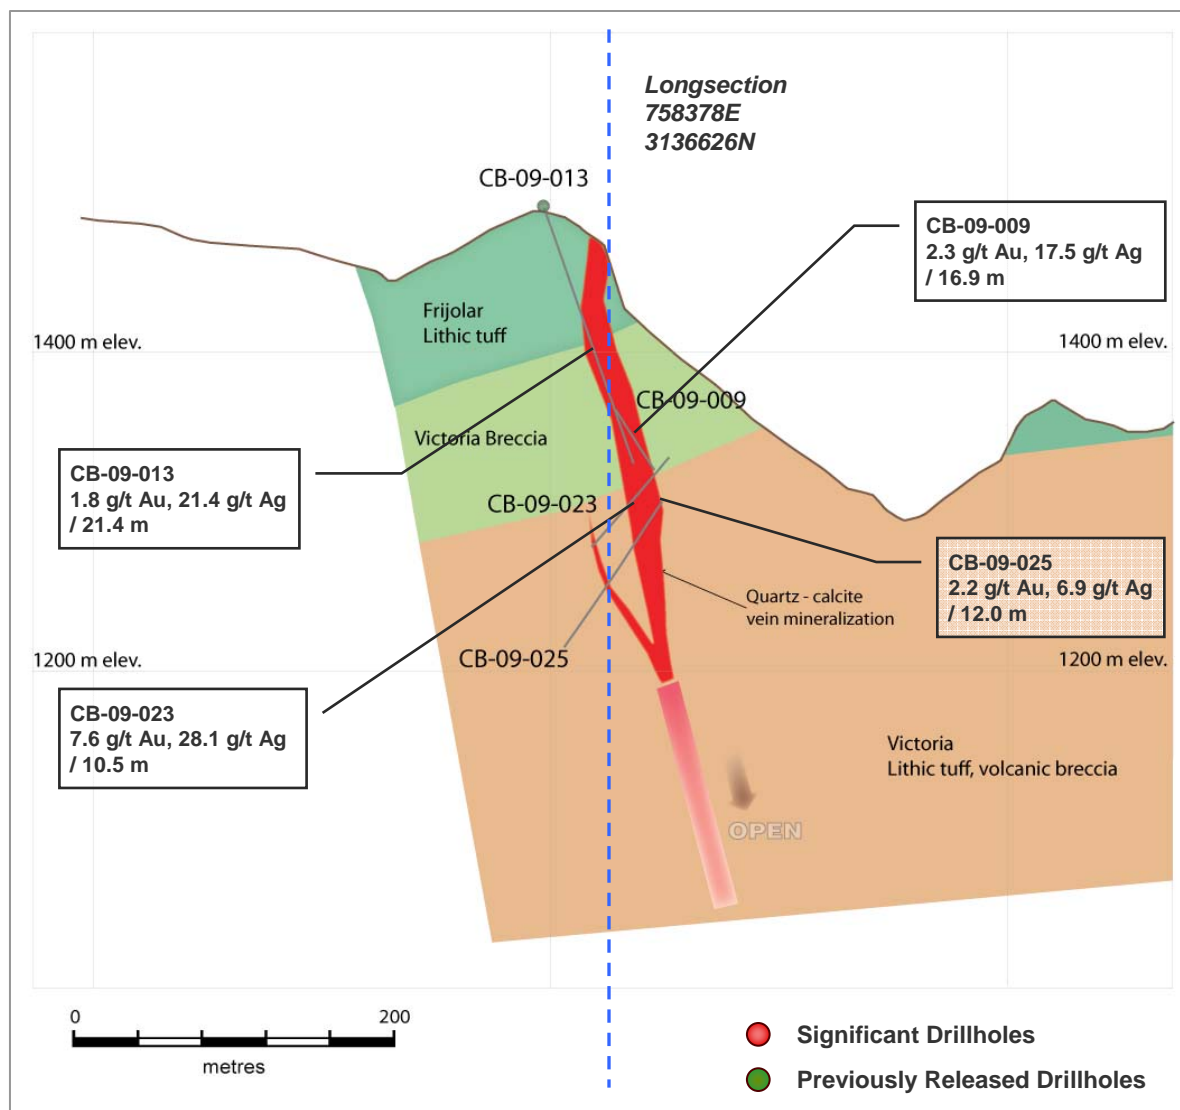 Longsection
758378E
3136626N
CB-09-013
CB-09-009
2.3 g/t Au, 17.5 g/t Ag
/ 16.9 m
Frijolar
Lithic tuff
1400 m elev.
1400 m elev.
CB-09-009
Victoria Breccia
CB-09-013
1.8 g/t Au, 21.4 g/t Ag
/ 21.4 m
CB-09-023
CB-09-025
2.2 g/t Au, 6.9 g/t Ag
/ 12.0 m
Quartz - calcite
vein mineralization
CB-09-025
1200 m elev.
1200 m elev.
CB-09-023
7.6 g/t Au, 28.1 g/t Ag
/ 10.5 m
Victoria
Lithic tuff, volcanic breccia
OPEN
0
200
metres
Significant Drillholes
Previously Released Drillholes